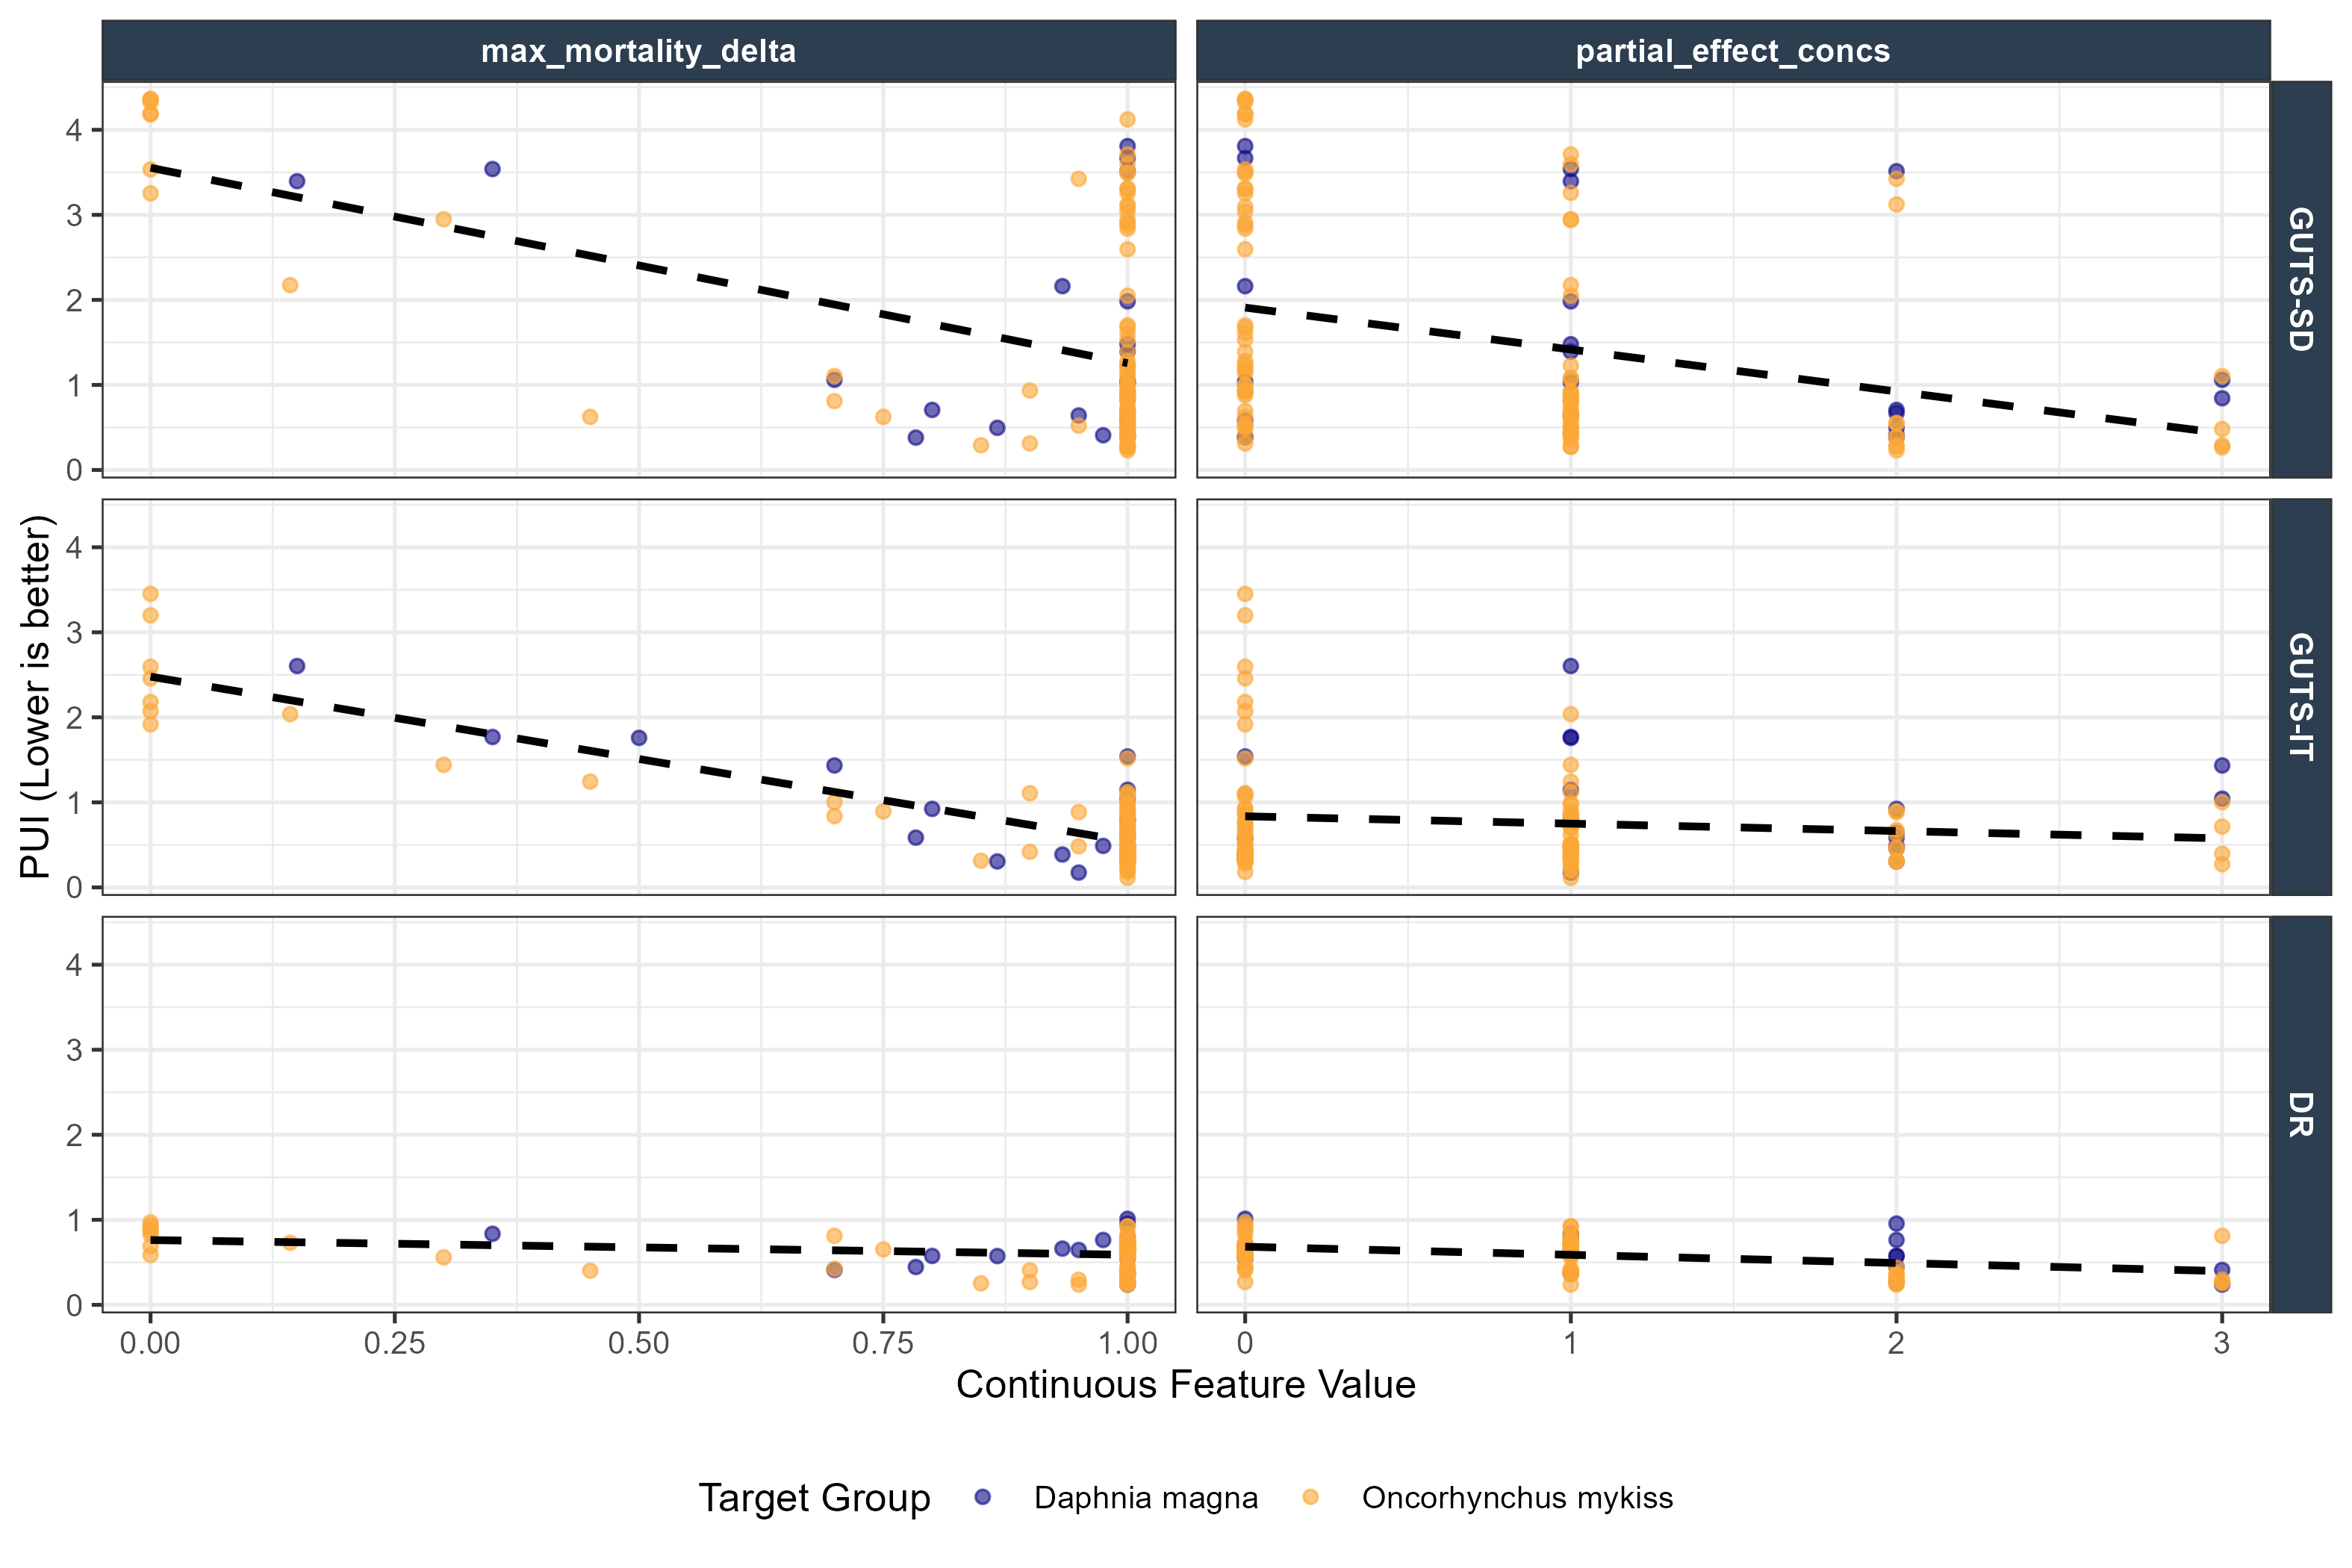 max_mortality_delta
partial_effect_concs
4
3
2
1
0
GUTS-SD
4
3
2
1
0
GUTS-IT
4
3
2
1
0
DR
PUI (Lower is better)
0.00 0.25 0.50 0.75 1.00 0 1 2 3
Continuous Feature Value
Target Group Daphnia magna Oncorhynchus mykiss